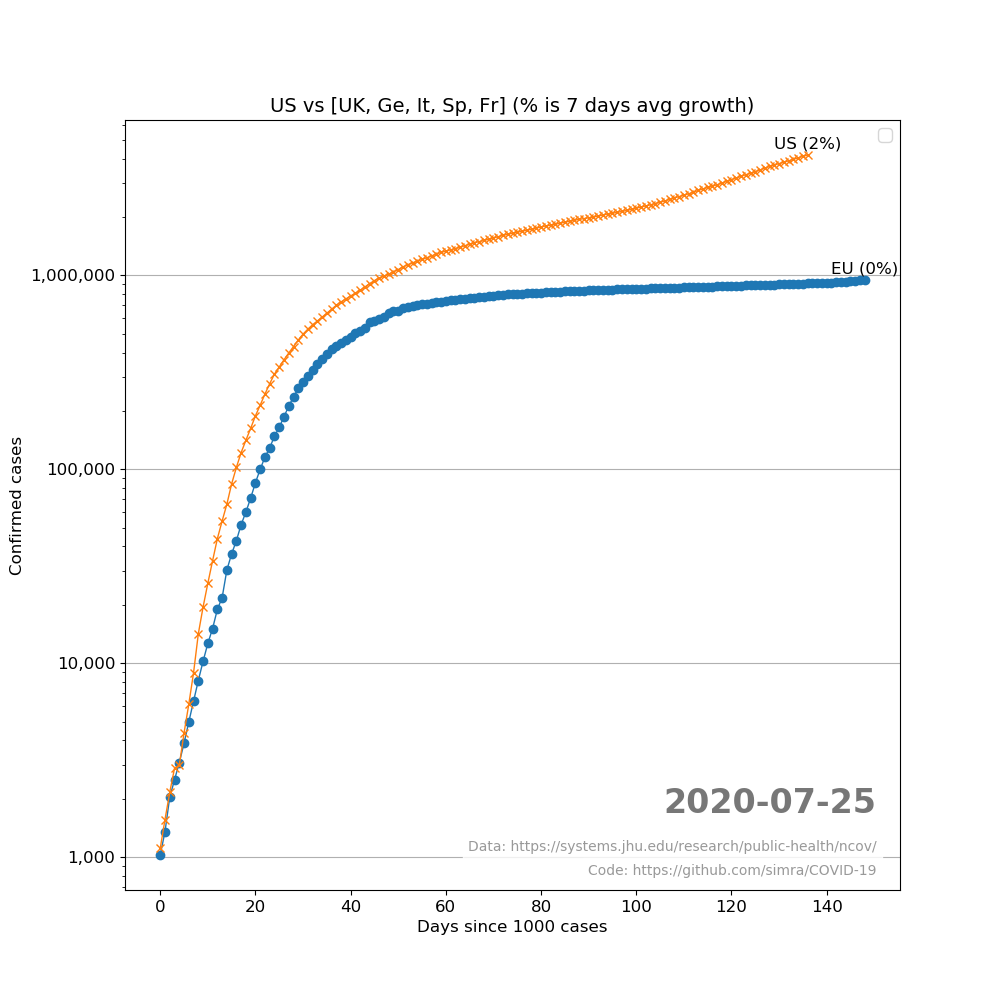 US vs [UK, Ge, It, Sp, Fr] (% is 7 days avg growth)
US (2%)
EU (0%)
1,000,000
100,000
10,000
1,000
Confirmed cases
2020-07-25
Data: https://systems.jhu.edu/research/public-health/ncov/
Code: https://github.com/simra/COVID-19
0 20 40 60 80 100 120 140
Days since 1000 cases